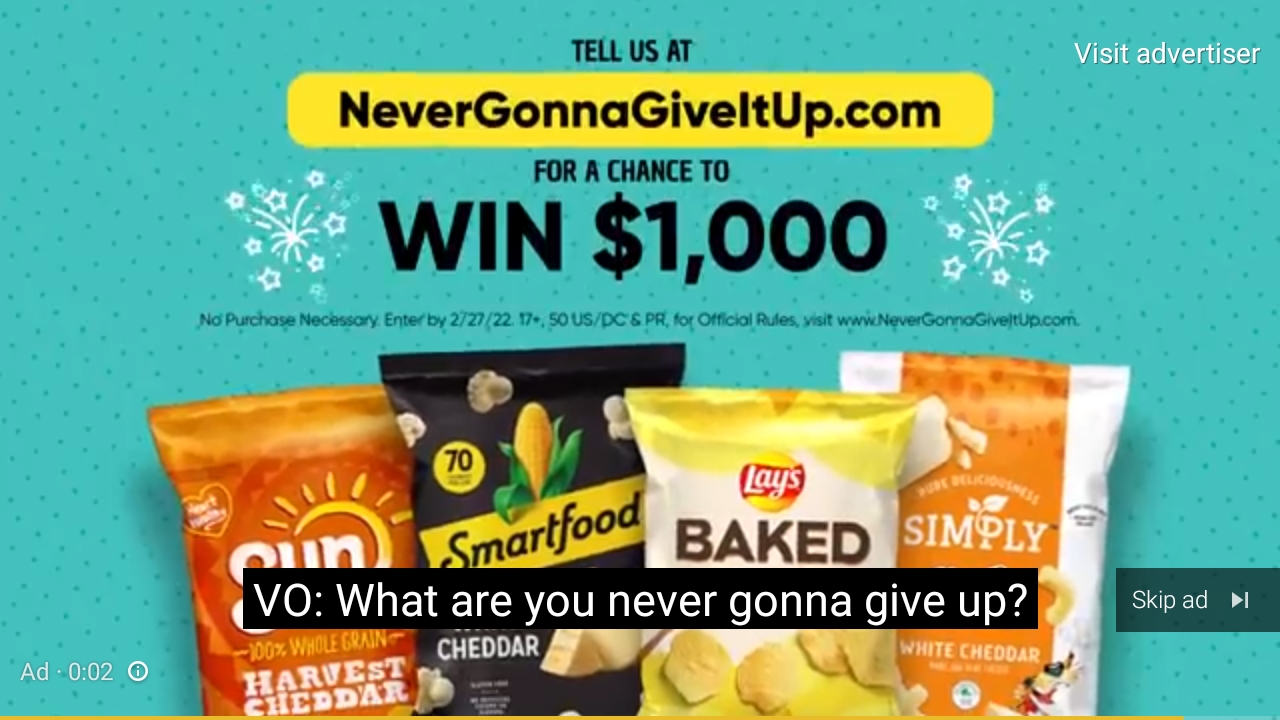 TELL US AT
Visit advertiser
NeverGonnaGiveItUp.com
FOR A CHANCE TO
WIN $1,000
No Purchase Necessary. Enter by 2/27/22. 17+, 50 US/DC & PR, for Official Rules, visit www.NeverGonnaGiveItUp.com.
Heart Healthy
Sun
100% WHOLE GRAIN
HARVEST
CHEDDAR
70
Smartfood
CHEDDAR
Lay's
BAKED
PURE DELICIOUSNESS
SIMPLY
WHITE CHEDDAR
VO: What are you never gonna give up?
Skip ad
Ad · 0:02